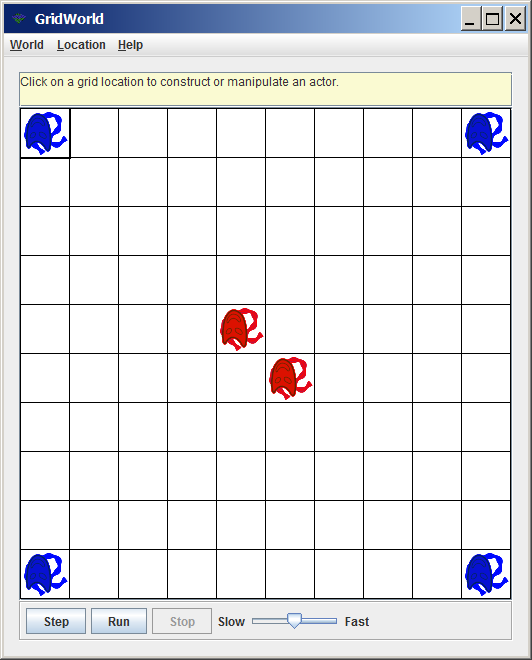 GridWorld
World Location Help
Click on a grid location to construct or manipulate an actor.
Step Run Stop Slow Fast